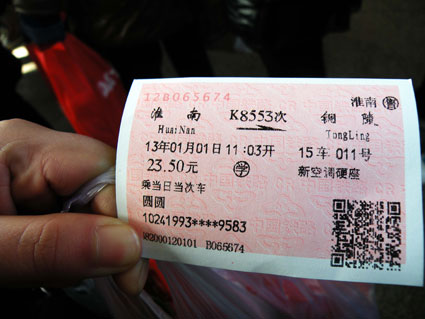 12B065674 淮南(售)
淮 南 K8553次 铜 陵
HuaiNan TongLing
13年01月01日 11:03开 15车 011号
23.50元 (学) 新空调硬座
乘当日当次车
圆圆
10241993****9583
82000120101 B065674